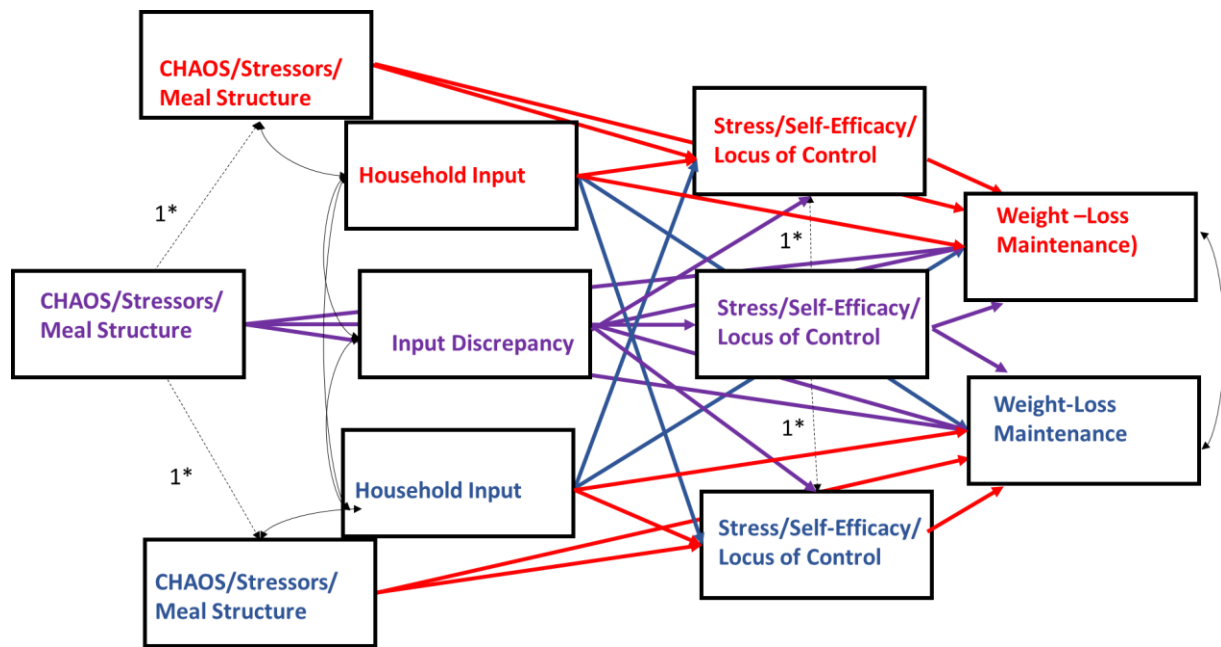 CHAOS/Stressors/
Meal Structure
Household Input
Stress/Self-Efficacy/
Locus of Control
1*
1*
Weight –Loss
Maintenance)
CHAOS/Stressors/
Meal Structure
Input Discrepancy
Stress/Self-Efficacy/
Locus of Control
Weight-Loss
Maintenance
1*
1*
Household Input
Stress/Self-Efficacy/
Locus of Control
CHAOS/Stressors/
Meal Structure